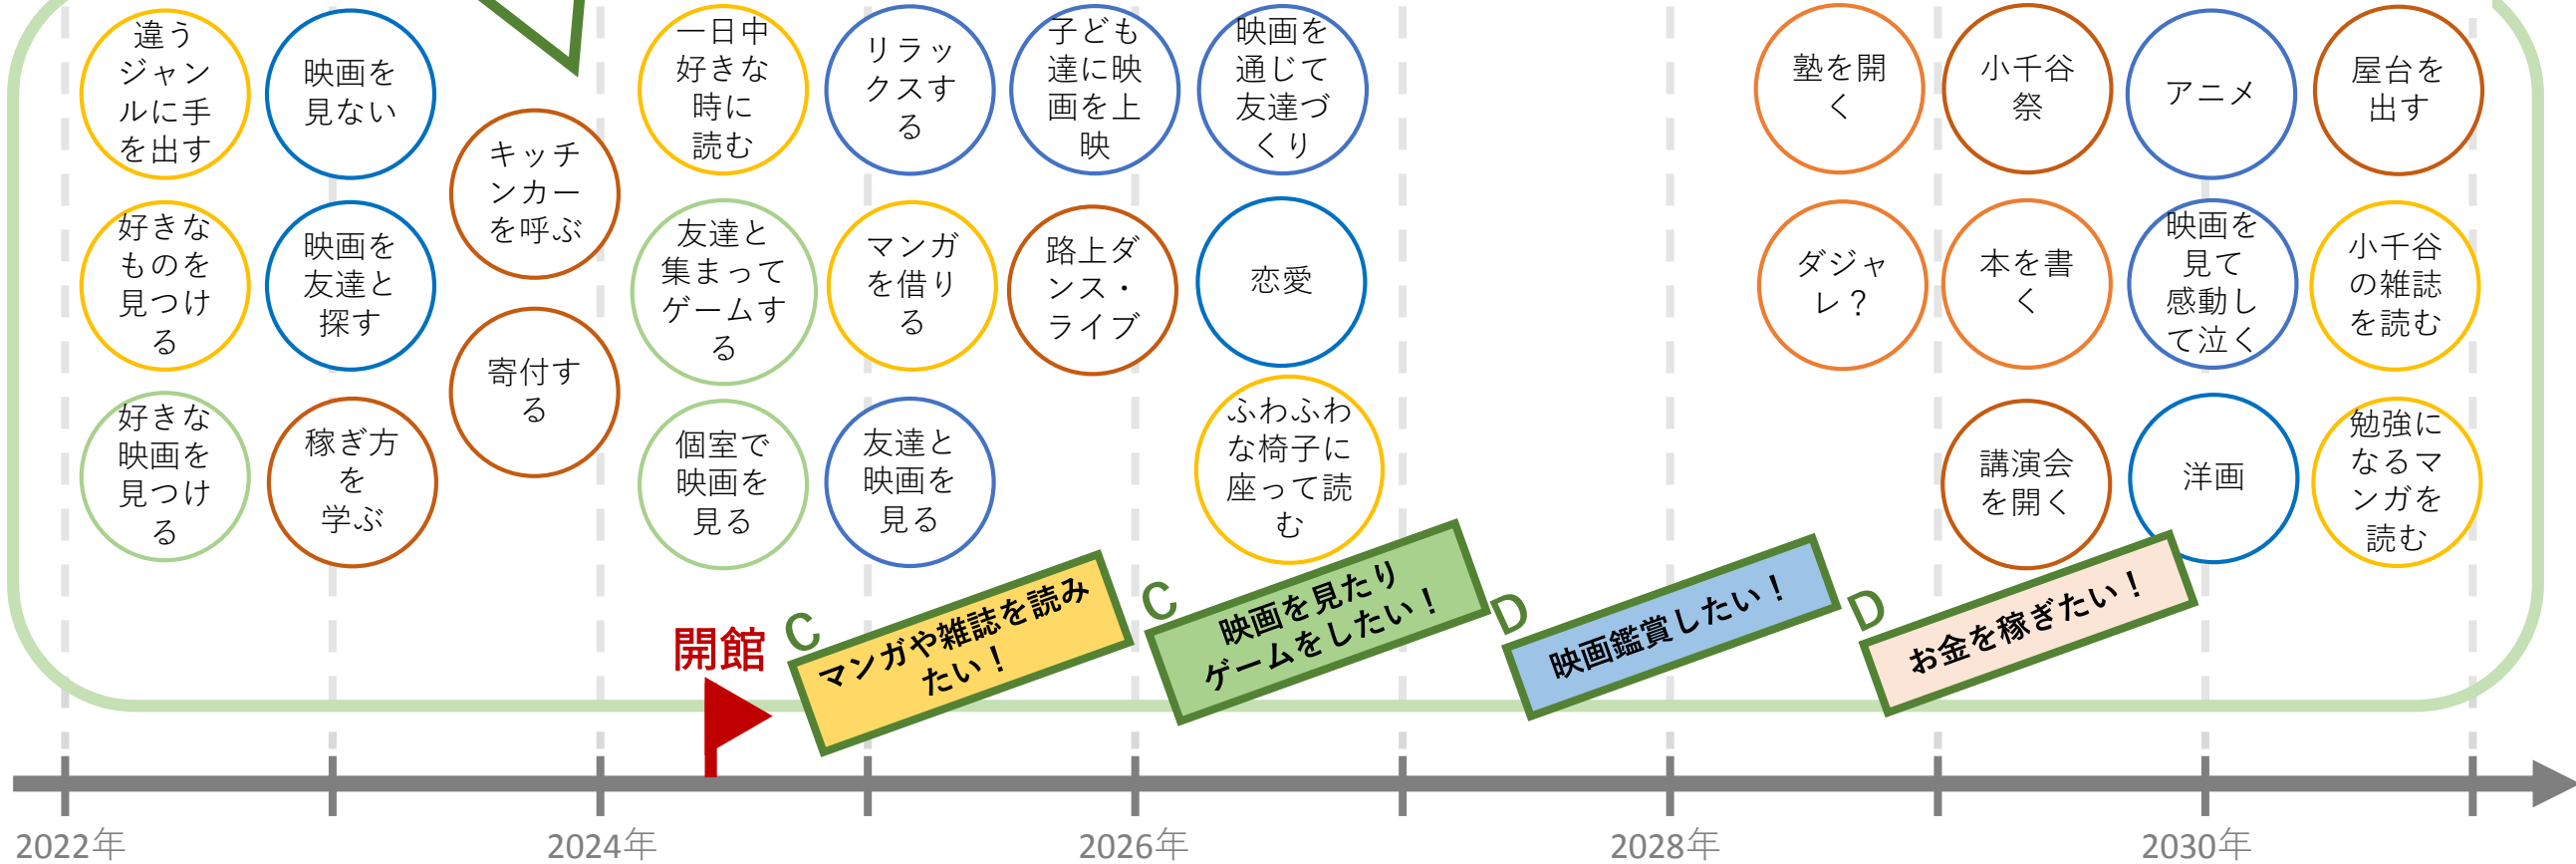 違う
ジャン
ルに手
を出す
映画を
見ない
キッチ
ンカー
を呼ぶ
一日中
好きな
時に
読む
リラッ
クスす
る
子ども
達に映
画を上
映
映画を
通じて
友達づ
くり
塾を開
く
小千谷
祭
アニメ
屋台を
出す
好きな
ものを
見つけ
る
映画を
友達と
探す
寄付す
る
友達と
集まって
ゲームす
る
マンガ
を借り
る
路上ダ
ンス・
ライブ
恋愛
ダジャ
レ？
本を書
く
映画を
見て
感動し
て泣く
小千谷
の雑誌
を読む
好きな
映画を
見つけ
る
稼ぎ方
を
学ぶ
個室で
映画を
見る
友達と
映画を
見る
ふわふわ
な椅子に
座って読
む
講演会
を開く
洋画
勉強に
なるマ
ンガを
読む
開館
C
マンガや雑誌を読み
たい！
C
映画を見たり
ゲームをしたい！
D
映画鑑賞したい！
D
お金を稼ぎたい！
2022年
2024年
2026年
2028年
2030年